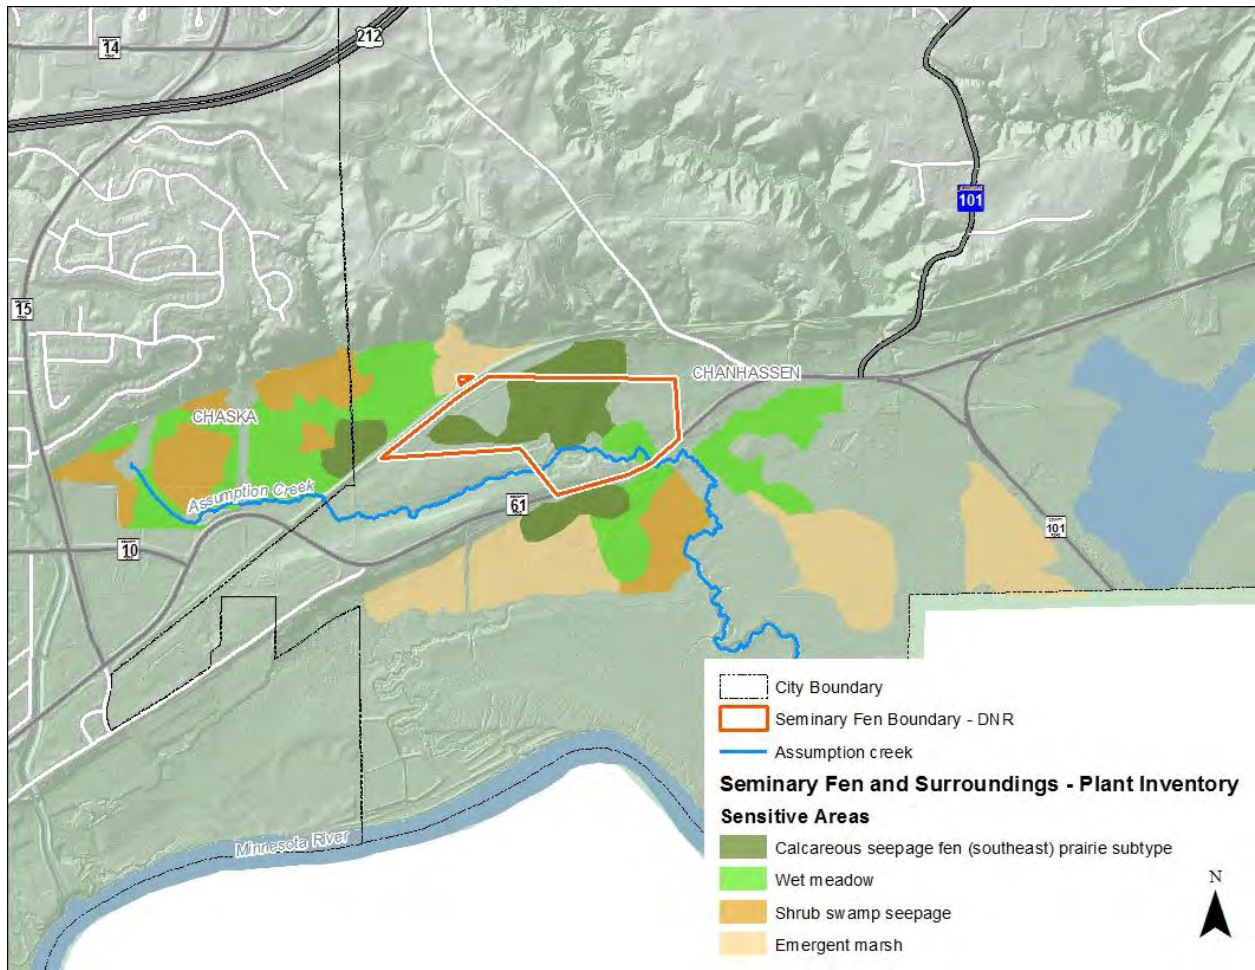 14
212
101
15
CHANHASSEN
CHASKA
Assumption Creek
61
10
COUNTY
101
ROAD
Minnesota River
City Boundary
Seminary Fen Boundary - DNR
Assumption creek
Seminary Fen and Surroundings - Plant Inventory
Sensitive Areas
Calcareous seepage fen (southeast) prairie subtype
Wet meadow
Shrub swamp seepage
Emergent marsh
N